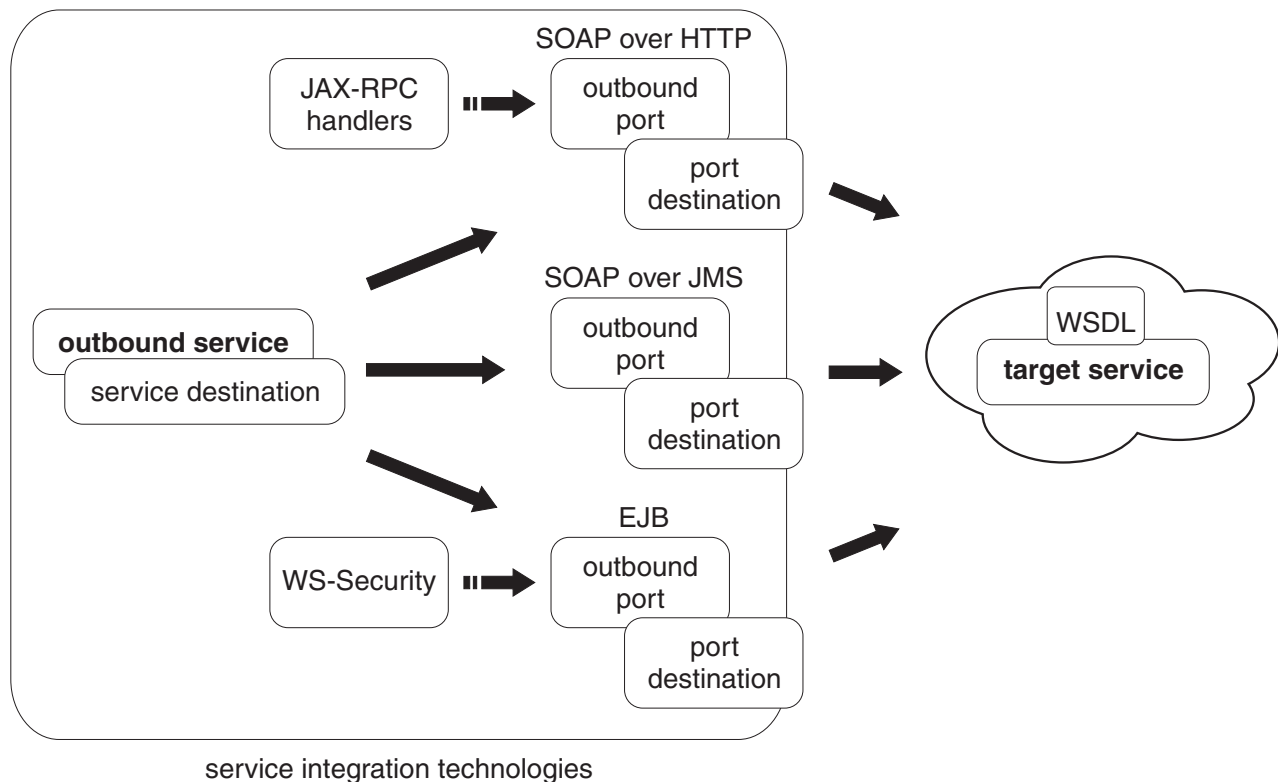 SOAP over HTTP
JAX-RPC
handlers
outbound
port
port
destination
SOAP over JMS
outbound service
service destination
outbound
port
port
destination
WSDL
target service
EJB
WS-Security
outbound
port
port
destination
service integration technologies